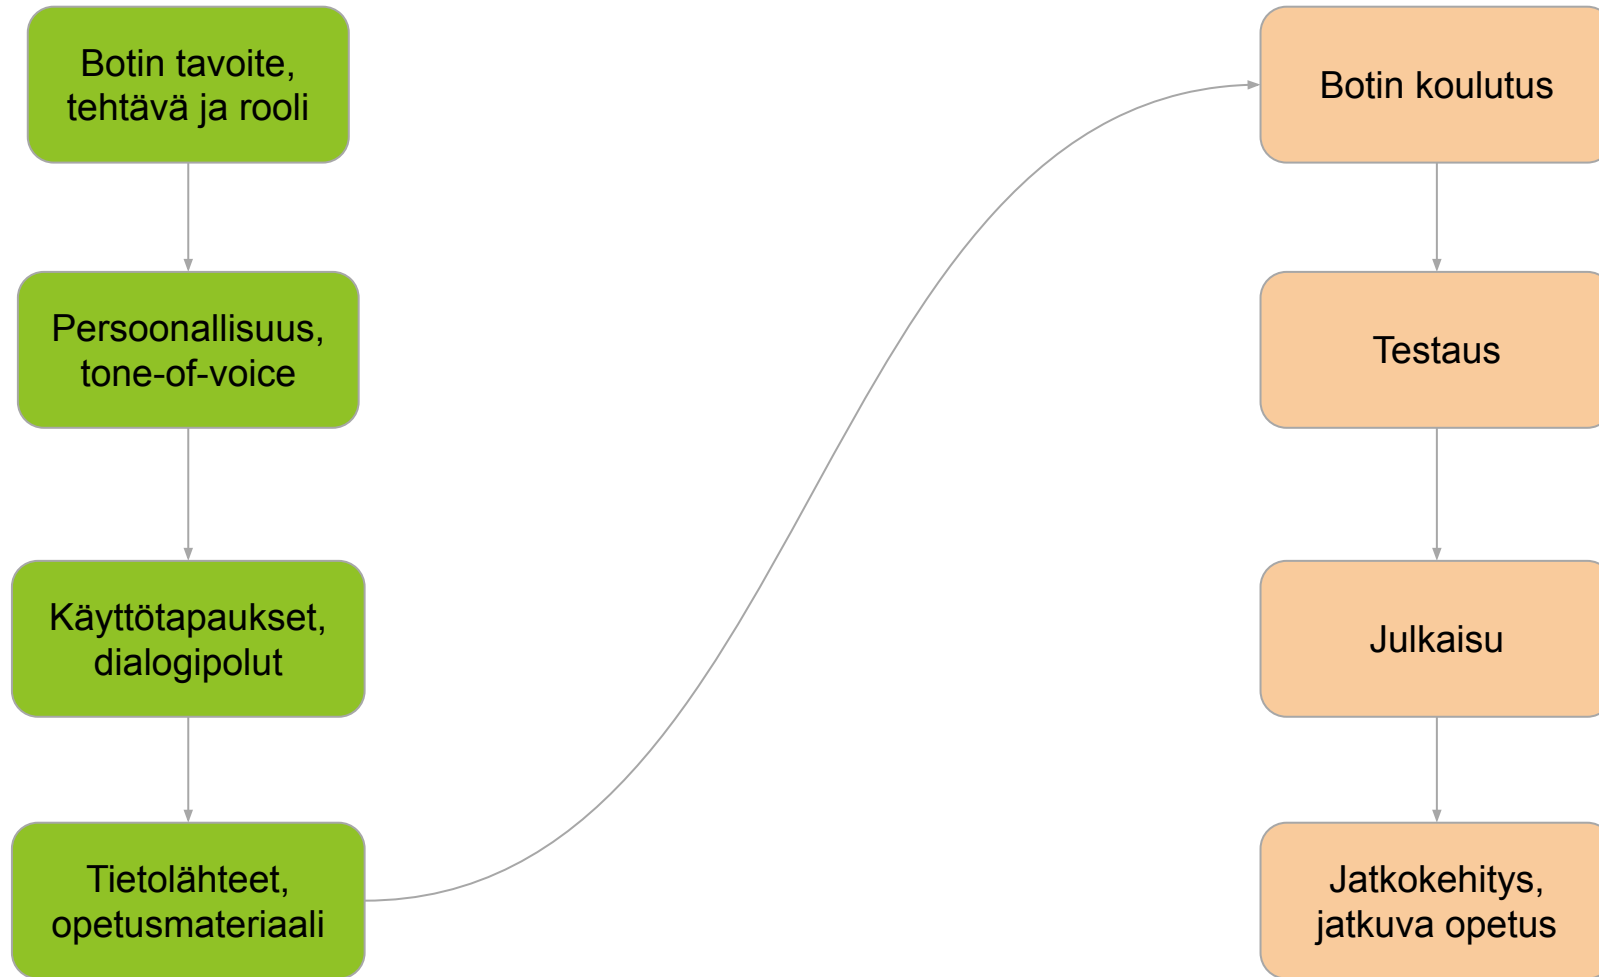 Botin tavoite,
tehtävä ja rooli
Persoonallisuus,
tone-of-voice
Käyttötapaukset,
dialogipolut
Tietolähteet,
opetusmateriaali
Botin koulutus
Testaus
Julkaisu
Jatkokehitys,
jatkuva opetus